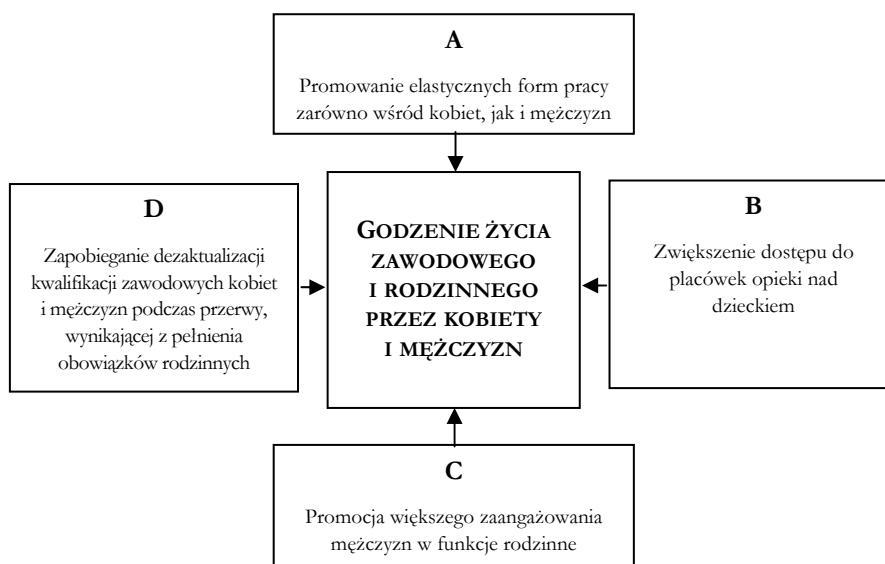 A
Promowanie elastycznych form pracy
zarówno wśród kobiet, jak i mężczyzn
D
Zapobieganie dezaktualizacji
kwalifikacji zawodowych kobiet
i mężczyzn podczas przerwy,
wynikającej z pełnienia
obowiązków rodzinnych
GODZENIE ŻYCIA
ZAWODOWEGO
I RODZINNEGO
PRZEZ KOBIETY
I MĘŻCZYZN
B
Zwiększenie dostępu do
placówek opieki nad
dzieckiem
C
Promocja większego zaangażowania
mężczyzn w funkcje rodzinne